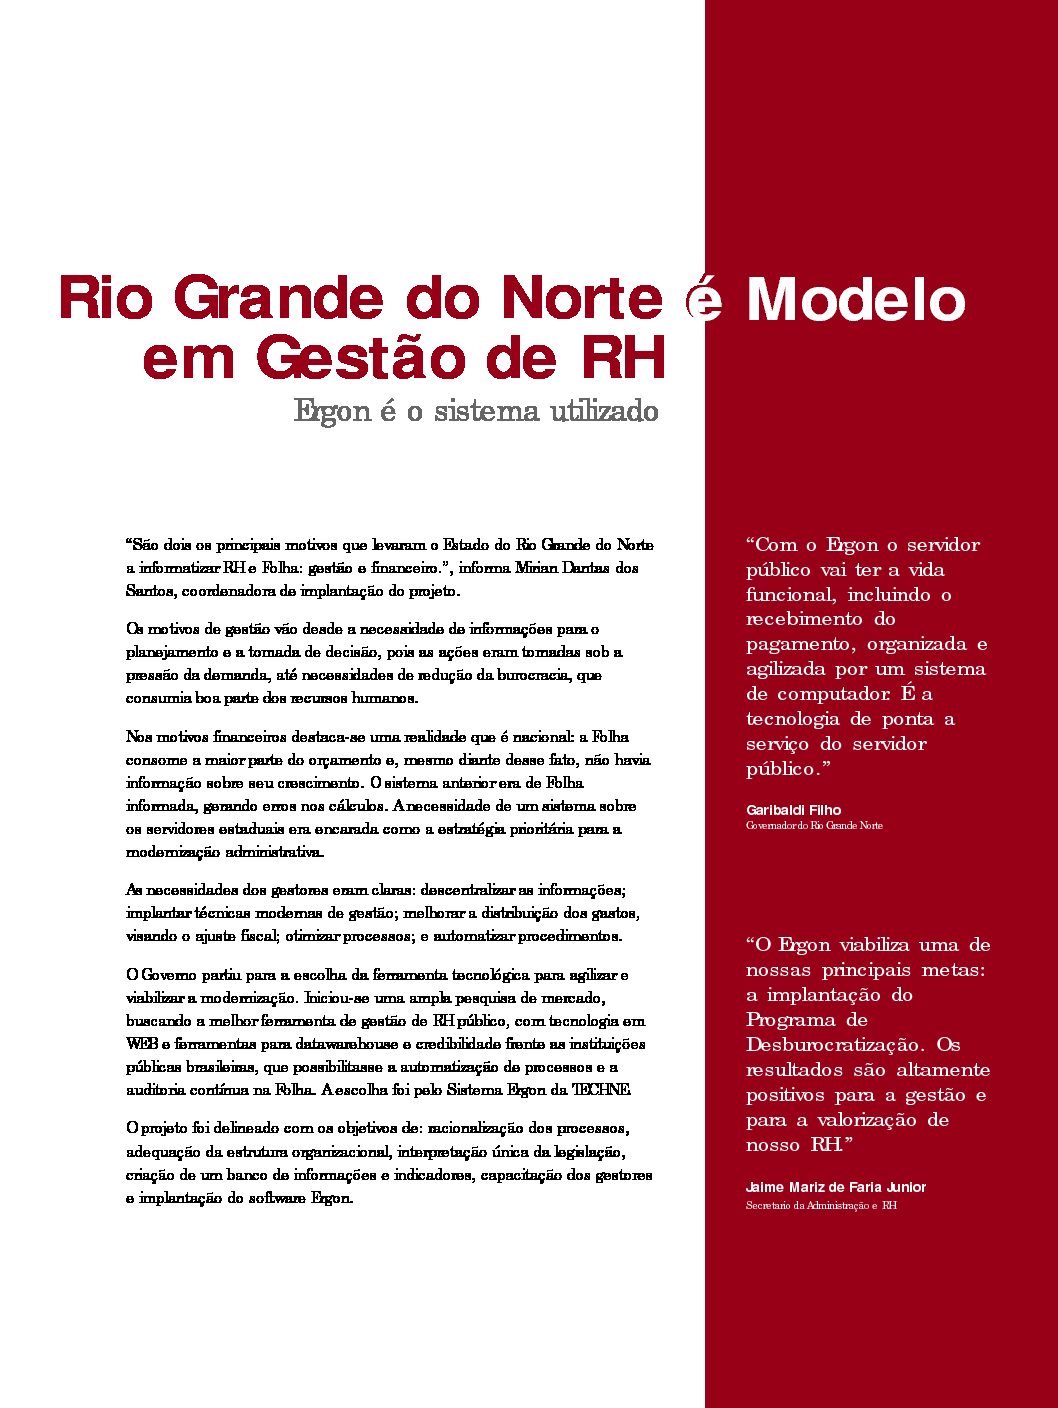 Rio Grande do Norte é Modelo
em Gestão de RH
Ergon é o sistema utilizado
“São dois os principais motivos que levaram o Estado do Rio Grande do Norte
a informatizar RH e Folha: gestão e financeiro.”, informa Mirian Dantas dos
Santos, coordenadora de implantação do projeto.
Os motivos de gestão vão desde a necessidade de informações para o
planejamento e a tomada de decisão, pois as ações eram tomadas sob a
pressão da demanda, até necessidades de redução da burocracia, que
consumia boa parte dos recursos humanos.
Nos motivos financeiros destaca-se uma realidade que é nacional: a Folha
consome a maior parte do orçamento e, mesmo diante desse fato, não havia
informação sobre seu crescimento. O sistema anterior era de Folha
informada, gerando erros nos cálculos. A necessidade de um sistema sobre
os servidores estaduais era encarada como a estratégia prioritária para a
modernização administrativa.
As necessidades dos gestores eram claras: descentralizar as informações;
implantar técnicas modernas de gestão; melhorar a distribuição dos gastos,
visando o ajuste fiscal; otimizar processos; e automatizar procedimentos.
O Governo partiu para a escolha da ferramenta tecnológica para agilizar e
viabilizar a modernização. Iniciou-se uma ampla pesquisa de mercado,
buscando a melhor ferramenta de gestão de RH público, com tecnologia em
WEB e ferramentas para datawarehouse e credibilidade frente as instituições
públicas brasileiras, que possibilitasse a automatização de processos e a
auditoria contínua na Folha. A escolha foi pelo Sistema Ergon da TECHNE.
O projeto foi delineado com os objetivos de: racionalização dos processos,
adequação da estrutura organizacional, interpretação única da legislação,
criação de um banco de informações e indicadores, capacitação dos gestores
e implantação do software Ergon.
“Com o Ergon o servidor
público vai ter a vida
funcional, incluindo o
recebimento do
pagamento, organizada e
agilizada por um sistema
de computador. É a
tecnologia de ponta a
serviço do servidor
público.”
Garibaldi Filho
Governador do Rio Grande Norte
“O Ergon viabiliza uma de
nossas principais metas:
a implantação do
Programa de
Desburocratização. Os
resultados são altamente
positivos para a gestão e
para a valorização de
nosso RH.”
Jaime Mariz de Faria Junior
Secretario da Administração e RH